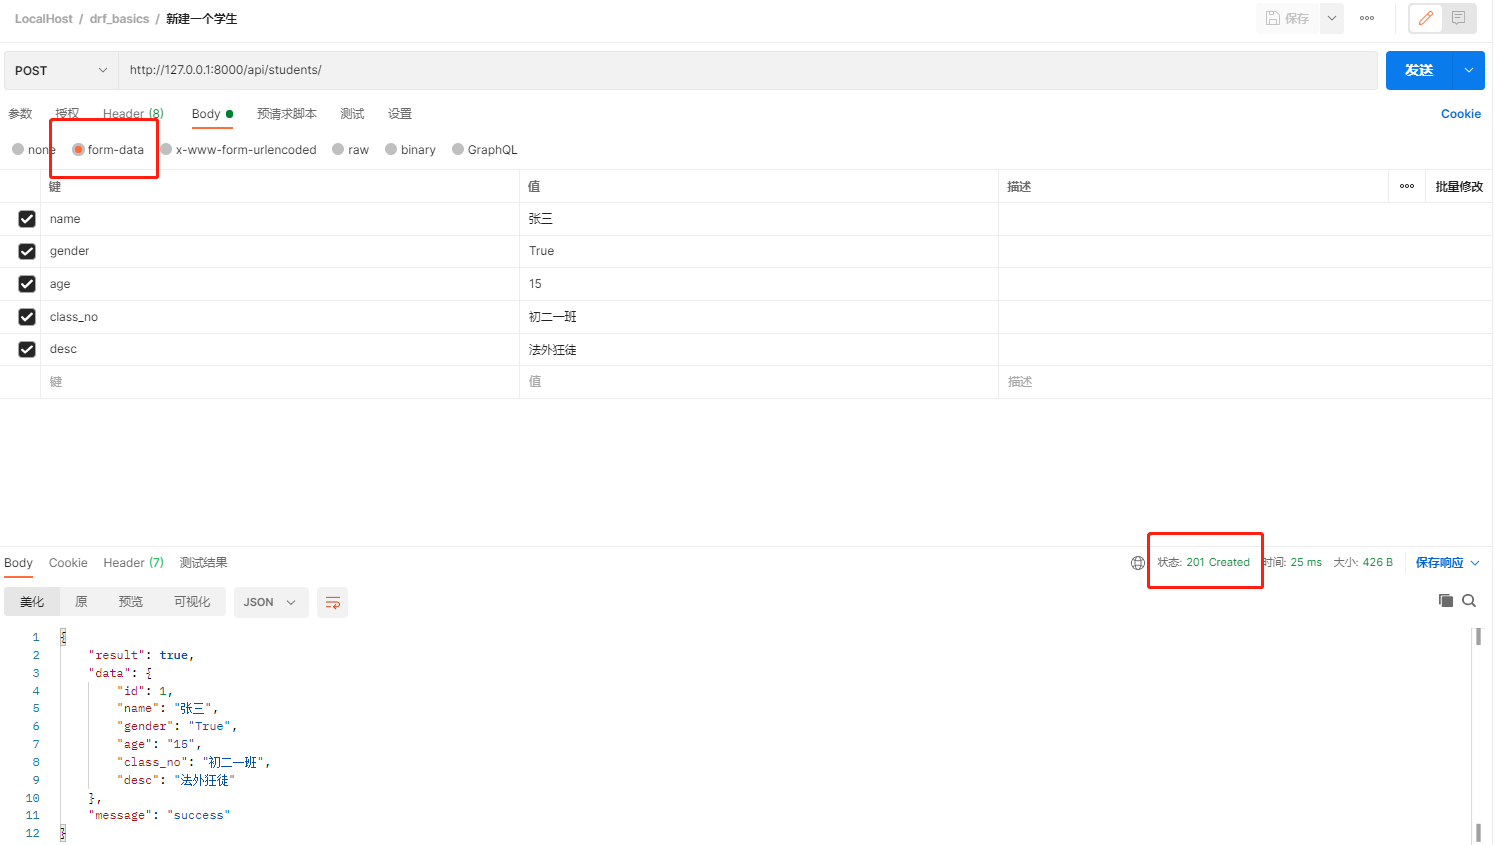 LocalHost / drf_basics / 新建一个学生 保存
POST http://127.0.0.1:8000/api/students/ 发送
参数 授权 Header (8) Body 预请求脚本 测试 设置 Cookie
none form-data x-www-form-urlencoded raw binary GraphQL
键 值 描述 批量修改
name 张三
gender True
age 15
class_no 初二一班
desc 法外狂徒
键 值 描述
Body Cookie Header (7) 测试结果 状态: 201 Created 时间: 25 ms 大小: 426 B 保存响应
美化 原 预览 可视化 JSON
1 {
2 "result": true,
3 "data": {
4 "id": 1,
5 "name": "张三",
6 "gender": "True",
7 "age": "15",
8 "class_no": "初二一班",
9 "desc": "法外狂徒"
10 },
11 "message": "success"
12 }